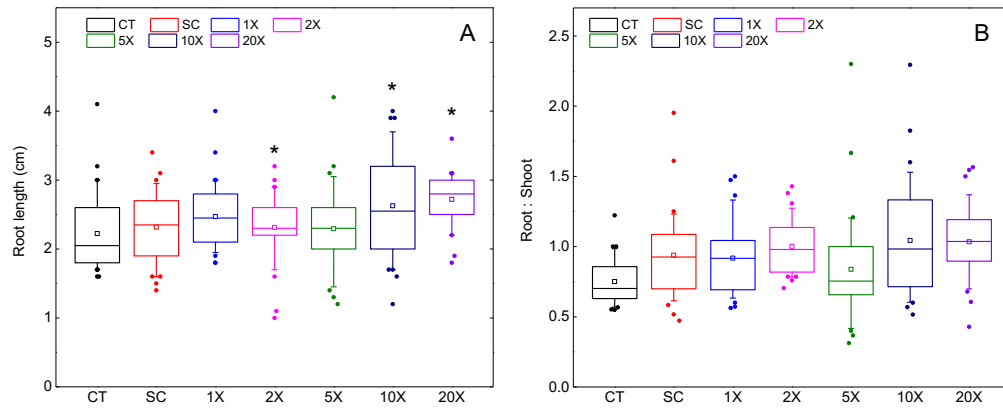 CT SC 1X 2X
5X 10X 20X
A
Root length (cm)
5
4
3
2
1
0
* * *
CT SC 1X 2X 5X 10X 20X
CT SC 1X 2X
5X 10X 20X
B
Root : Shoot
2.5
2.0
1.5
1.0
0.5
0.0
CT SC 1X 2X 5X 10X 20X